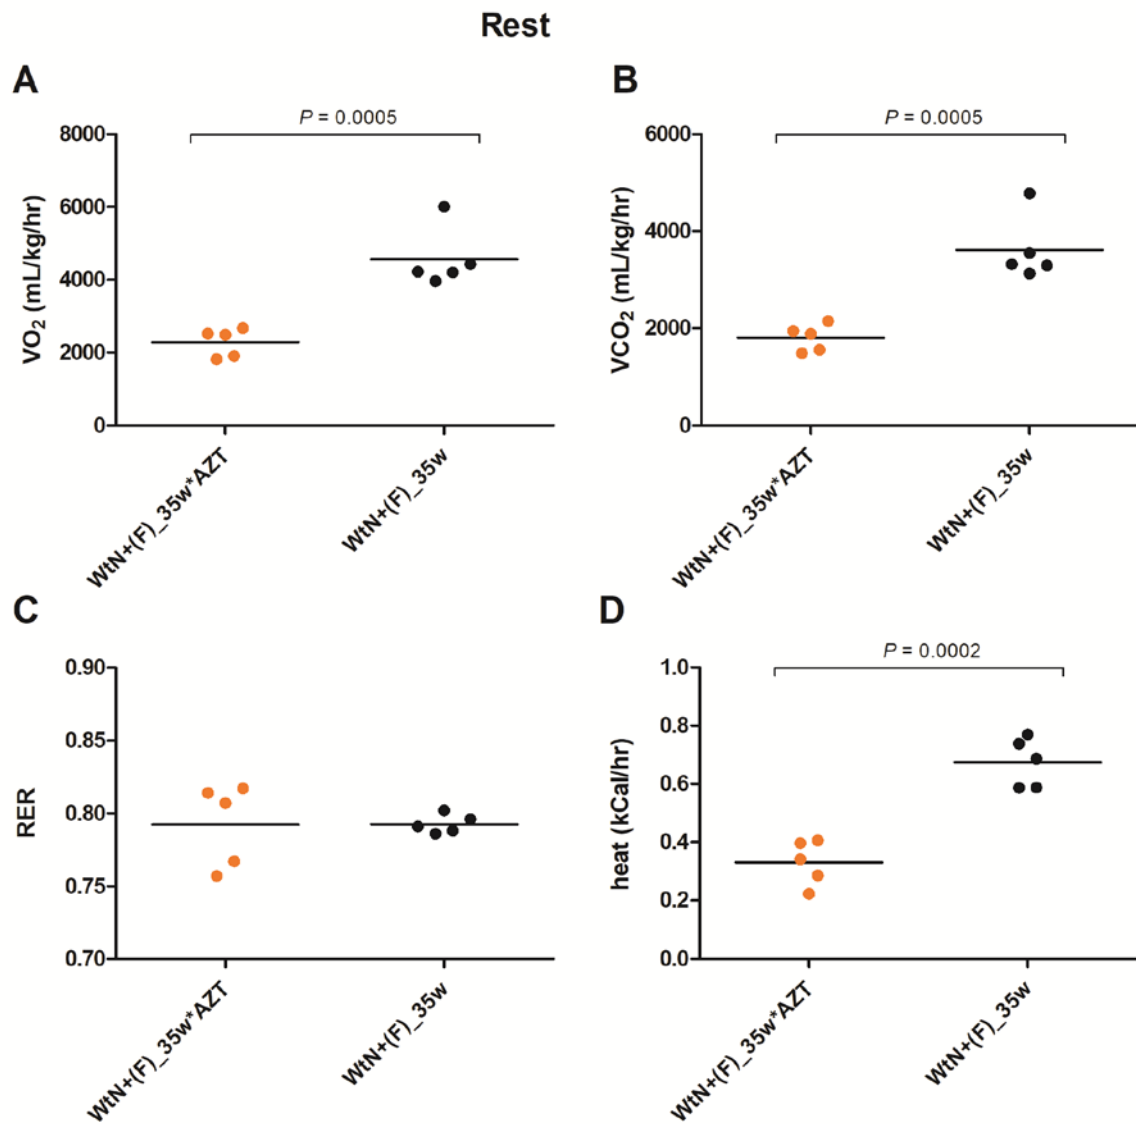 Rest
A
P = 0.0005
8000
6000
4000
2000
0
VO2 (mL/kg/hr)
WtN+(F)_35w*AZT
WtN+(F)_35w
B
P = 0.0005
6000
4000
2000
0
VCO2 (mL/kg/hr)
WtN+(F)_35w*AZT
WtN+(F)_35w
C
0.90
0.85
0.80
0.75
0.70
RER
WtN+(F)_35w*AZT
WtN+(F)_35w
D
P = 0.0002
1.0
0.8
0.6
0.4
0.2
0.0
heat (kCal/hr)
WtN+(F)_35w*AZT
WtN+(F)_35w